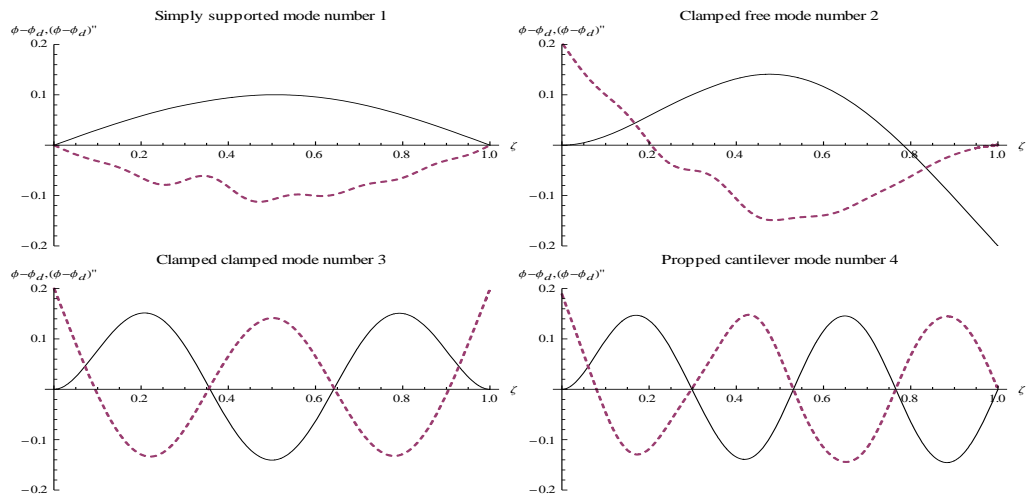 Simply supported mode number 1
ϕ−ϕd,(ϕ−ϕd)''
0.2
0.1
−0.1
−0.2
0.2 0.4 0.6 0.8 1.0 ζ
Clamped free mode number 2
ϕ−ϕd,(ϕ−ϕd)''
0.2
0.1
−0.1
−0.2
0.2 0.4 0.6 0.8 1.0 ζ
Clamped clamped mode number 3
ϕ−ϕd,(ϕ−ϕd)''
0.2
0.1
−0.1
−0.2
0.2 0.4 0.6 0.8 1.0 ζ
Propped cantilever mode number 4
ϕ−ϕd,(ϕ−ϕd)''
0.2
0.1
−0.1
−0.2
0.2 0.4 0.6 0.8 1.0 ζ